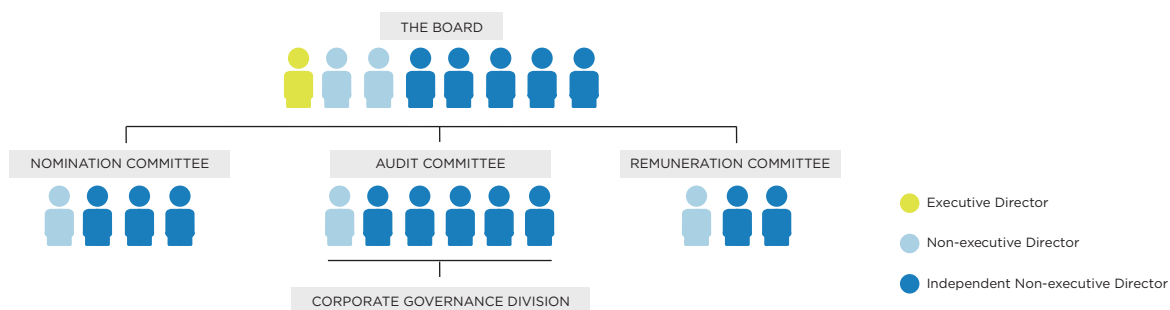 THE BOARD
NOMINATION COMMITTEE
AUDIT COMMITTEE
REMUNERATION COMMITTEE
Executive Director
Non-executive Director
Independent Non-executive Director
CORPORATE GOVERNANCE DIVISION